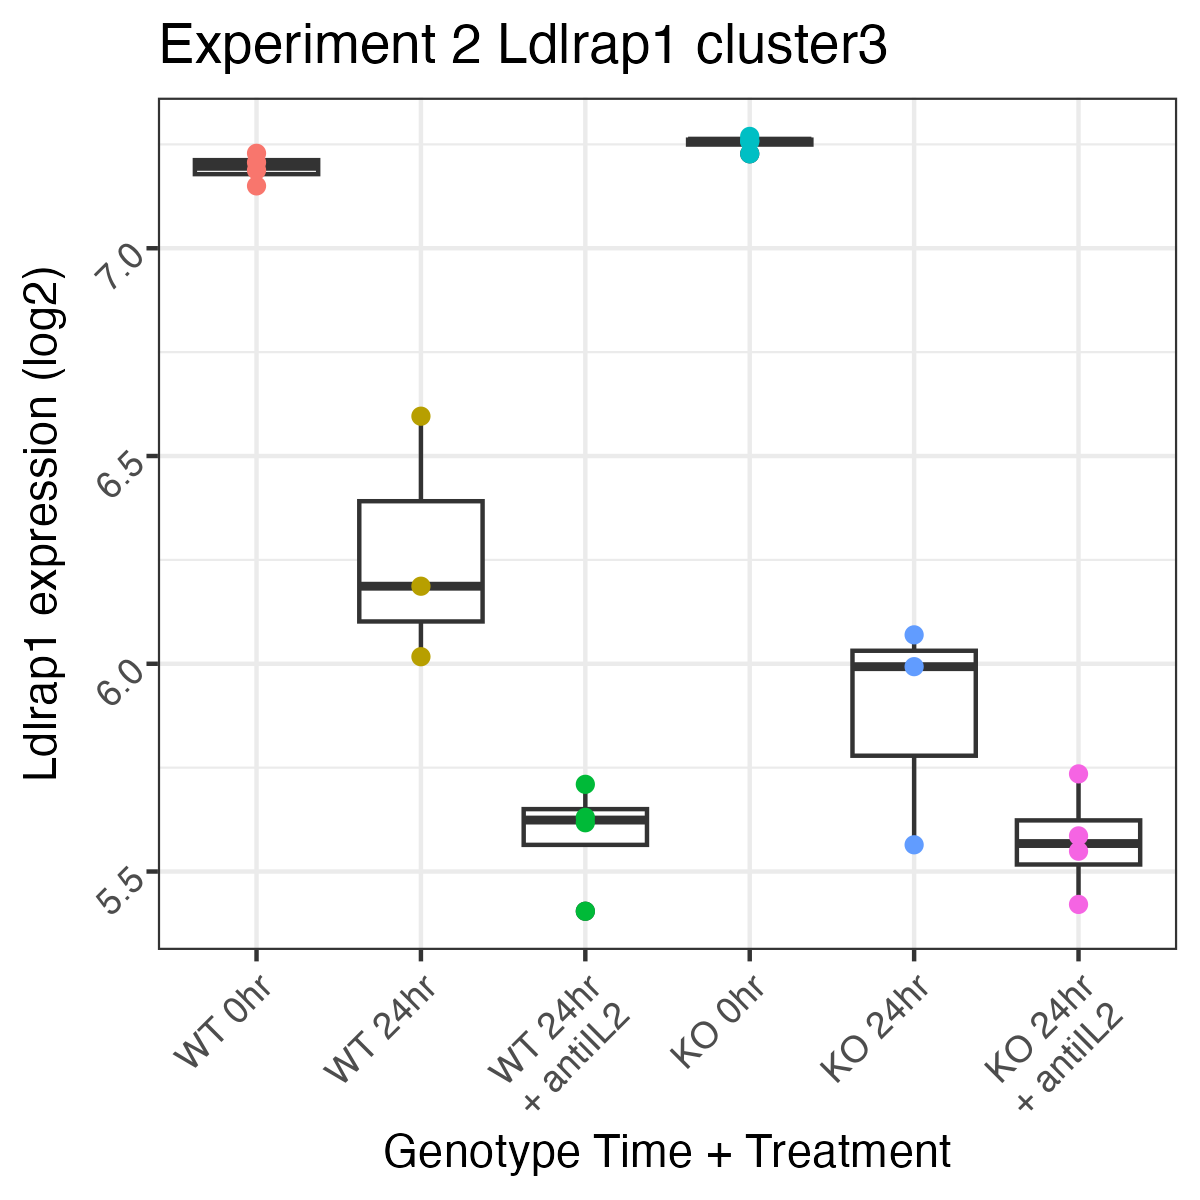 Experiment 2 Ldlrap1 cluster3
Ldlrap1 expression (log2)
7.0
6.5
6.0
5.5
WT 0hr
WT 24hr
WT 24hr
+ antiIL2
KO 0hr
KO 24hr
KO 24hr
+ antiIL2
Genotype Time + Treatment